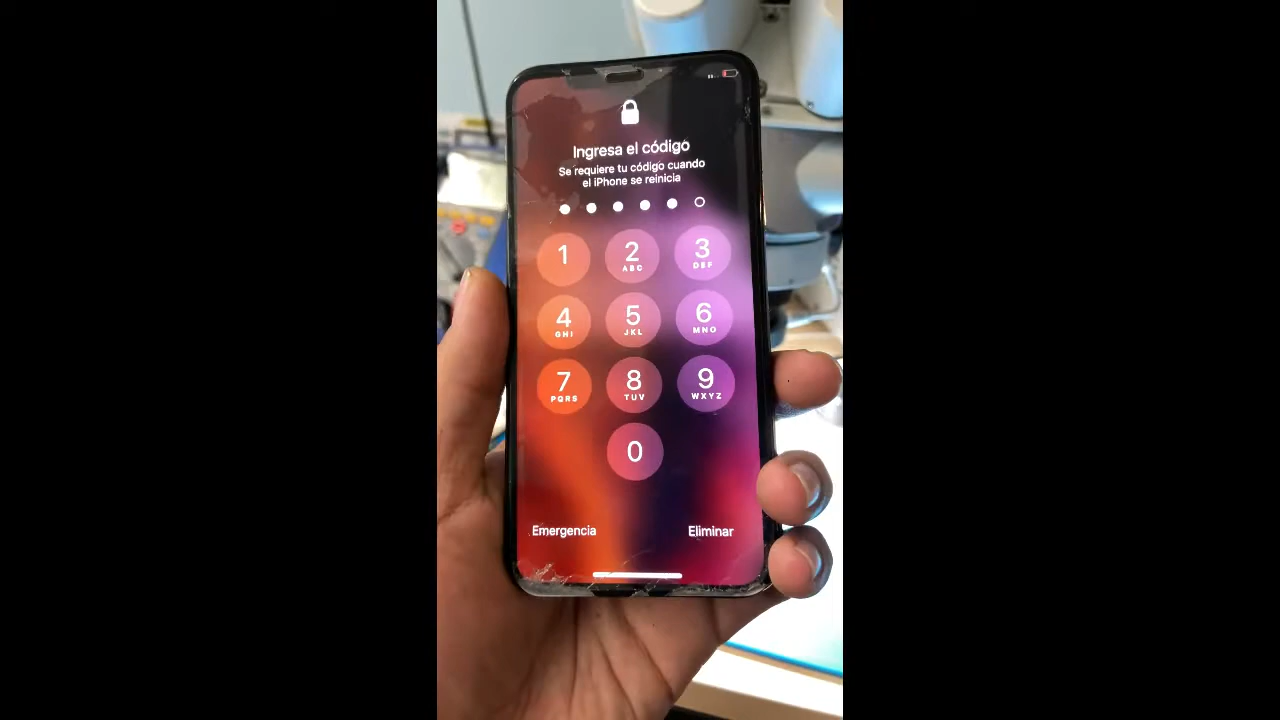 Ingresa el código
Se requiere tu código cuando
el iPhone se reinicia
1
2
ABC
3
DEF
4
GHI
5
JKL
6
MNO
7
PQRS
8
TUV
9
WXYZ
0
Emergencia
Eliminar